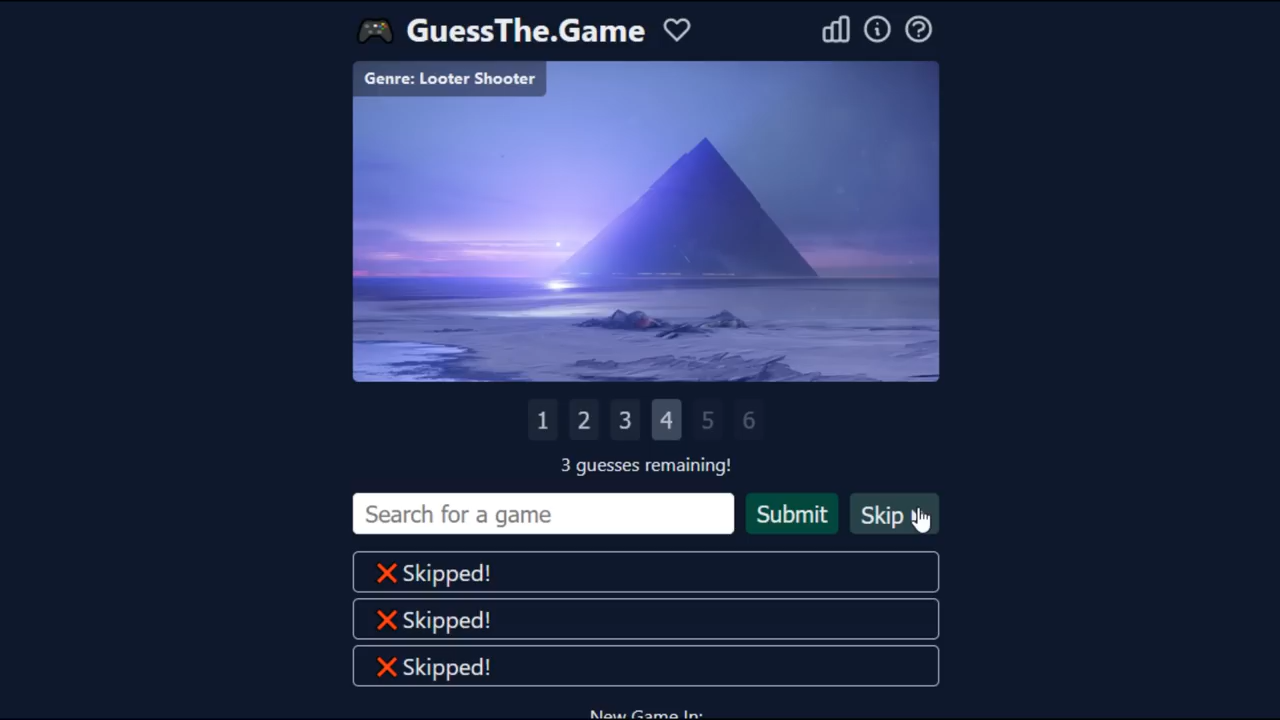 GuessThe.Game
Genre: Looter Shooter
1 2 3 4 5 6
3 guesses remaining!
Search for a game
Submit
Skip
Skipped!
Skipped!
Skipped!
New Game In: